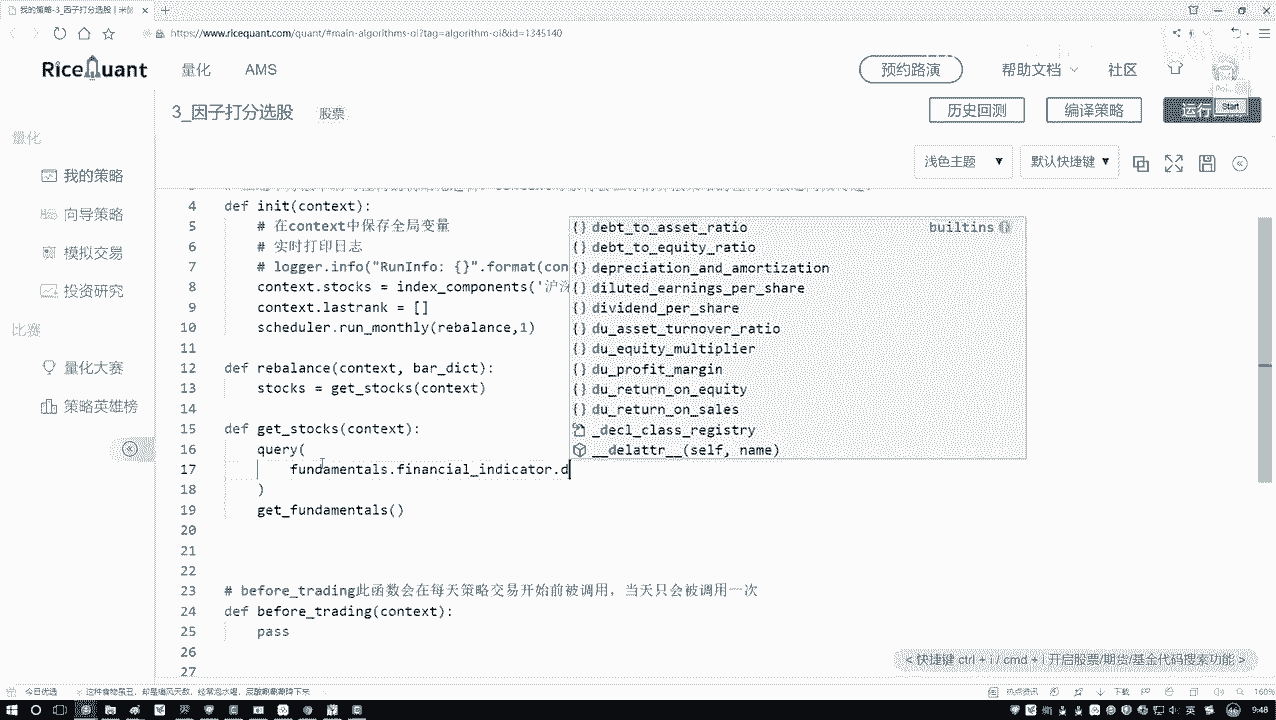 我的策略-3_因子打分选股 | 米
https://www.ricequant.com/quant/#main-algorithms-ol?tag=algorithm-ol&id=1345140
RiceQuant
量化
AMS
预约路演
帮助文档
社区
3_因子打分选股
股票
历史回测
编译策略
运行
Start
浅色主题 ▼
默认快捷键 ▼
量化
我的策略
向导策略
模拟交易
投资研究
比赛
量化大赛
策略英雄榜
4 def init(context):
5 # 在context中保存全局变量
6 # 实时打印日志
7 # logger.info("RunInfo: {}".format(con
8 context.stocks = index_components('沪深
9 context.lastrank = []
10 scheduler.run_monthly(rebalance,1)
11
12 def rebalance(context, bar_dict):
13 stocks = get_stocks(context)
14
15 def get_stocks(context):
16 query(
17 fundamentals.financial_indicator.d
18 )
19 get_fundamentals()
20
21
22
23 # before_trading此函数会在每天策略交易开始前被调用，当天只会被调用一次
24 def before_trading(context):
25 pass
26
27
{} debt_to_asset_ratio builtins
{} debt_to_equity_ratio
{} depreciation_and_amortization
{} diluted_earnings_per_share
{} dividend_per_share
{} du_asset_turnover_ratio
{} du_equity_multiplier
{} du_profit_margin
{} du_return_on_equity
{} du_return_on_sales
_decl_class_registry
__delattr__(self, name)
< 快捷键 ctrl + i / cmd + i 开启股票/期货/基金代码搜索功能 >
今日优选
热点资讯
下载
160%
英
9:48